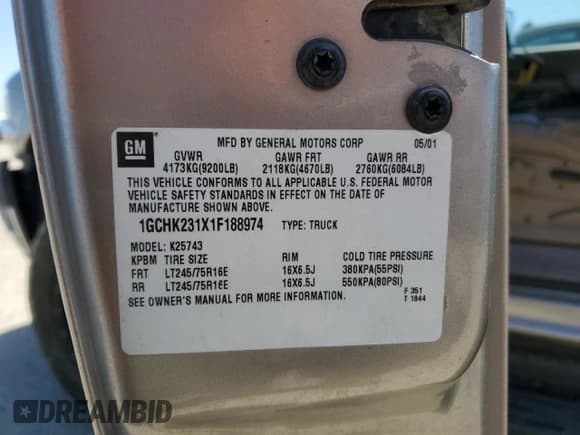 GM
MFD BY GENERAL MOTORS CORP 05/01
GVWR GAWR FRT GAWR RR
4173KG(9200LB) 2118KG(4670LB) 2760KG(6084LB)
THIS VEHICLE CONFORMS TO ALL APPLICABLE U.S. FEDERAL MOTOR
VEHICLE SAFETY STANDARDS IN EFFECT ON THE DATE OF
MANUFACTURE SHOWN ABOVE.
1GCHK231X1F188974 TYPE: TRUCK
MODEL: K25743
KPBM TIRE SIZE RIM COLD TIRE PRESSURE
FRT LT245/75R16E 16X6.5J 380KPA(55PSI)
RR LT245/75R16E 16X6.5J 550KPA(80PSI)
SEE OWNER'S MANUAL FOR MORE INFORMATION.
F 351
T 1844
DREAMBID